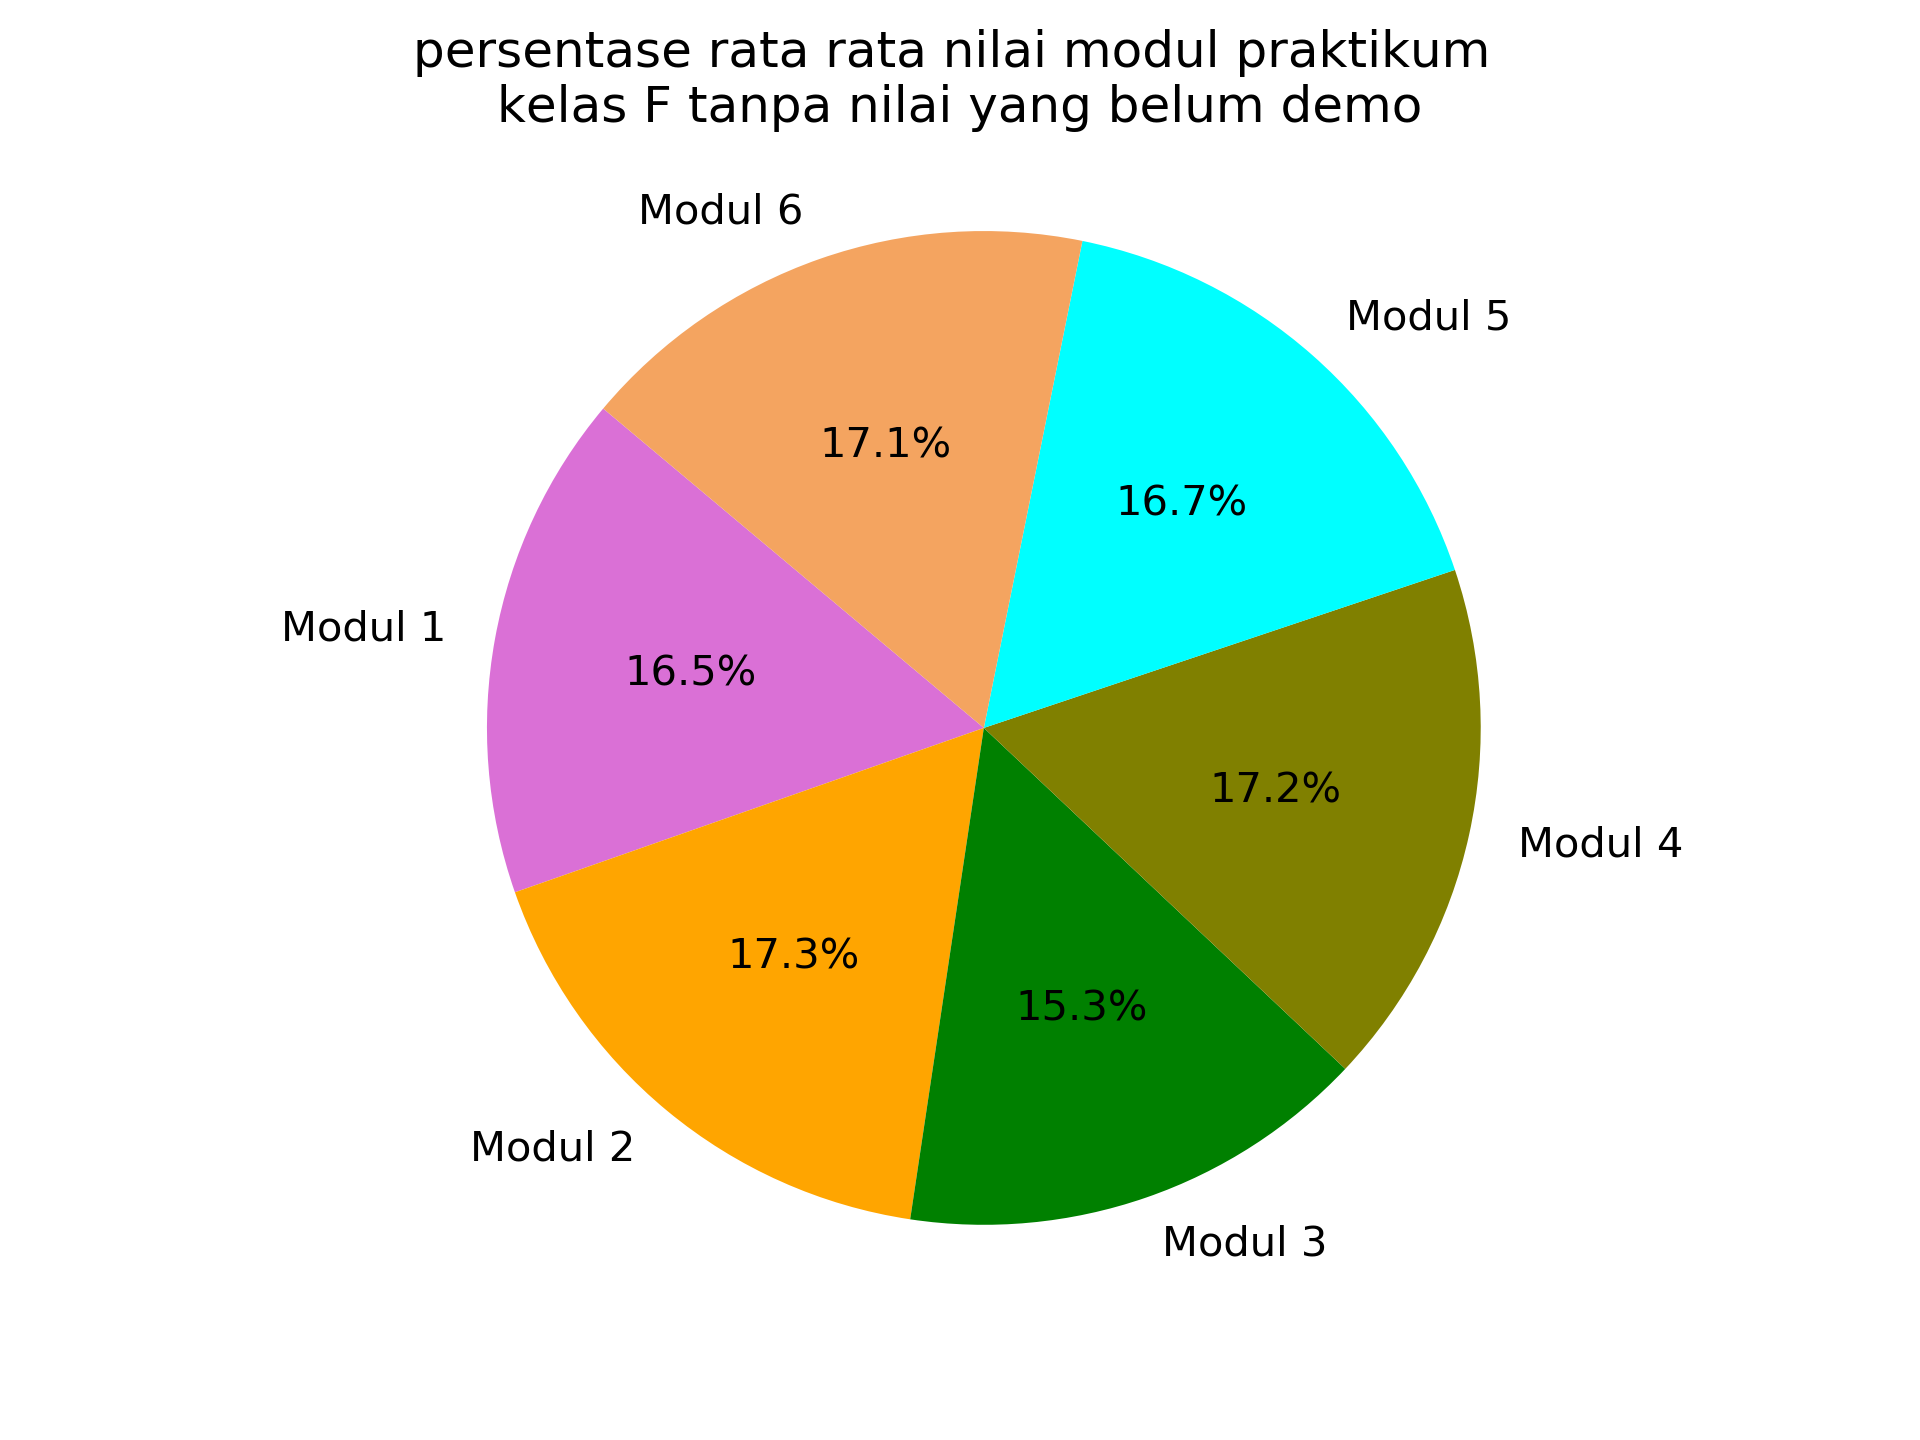 persentase rata rata nilai modul praktikum
kelas F tanpa nilai yang belum demo
Modul 6
Modul 5
17.1%
16.7%
Modul 1
16.5%
17.2%
Modul 4
17.3%
15.3%
Modul 2
Modul 3